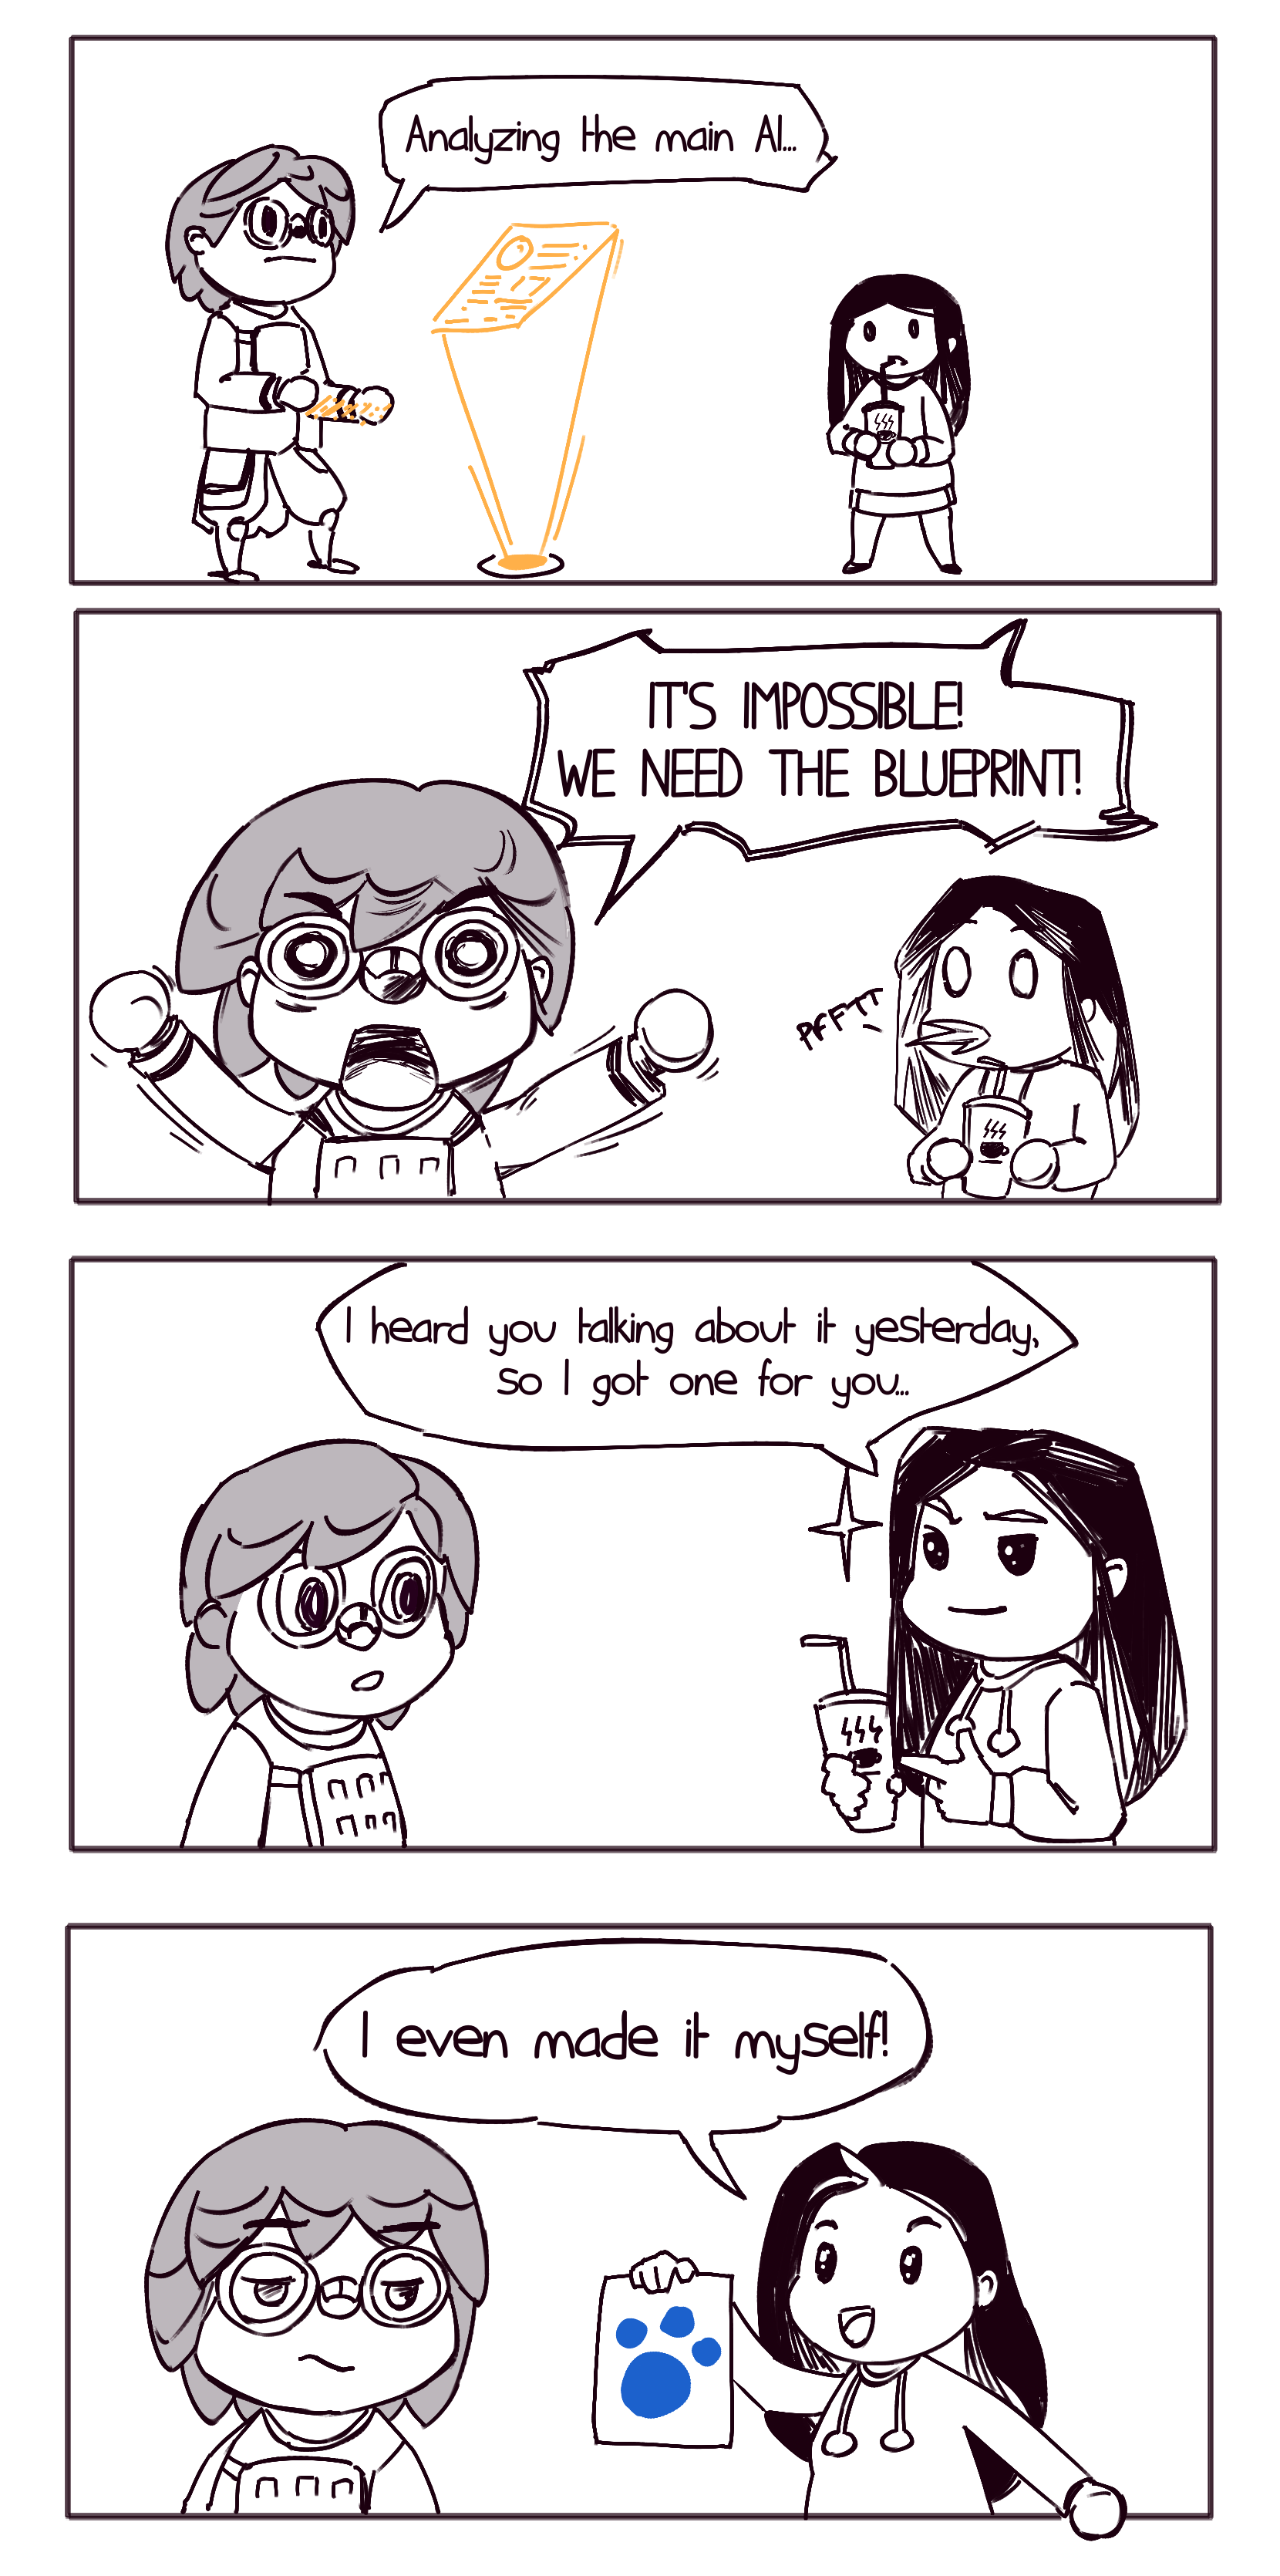 Analyzing the main AI...
IT'S IMPOSSIBLE!
WE NEED THE BLUEPRINT!
PFFTT
I heard you talking about it yesterday,
so I got one for you...
I even made it myself!